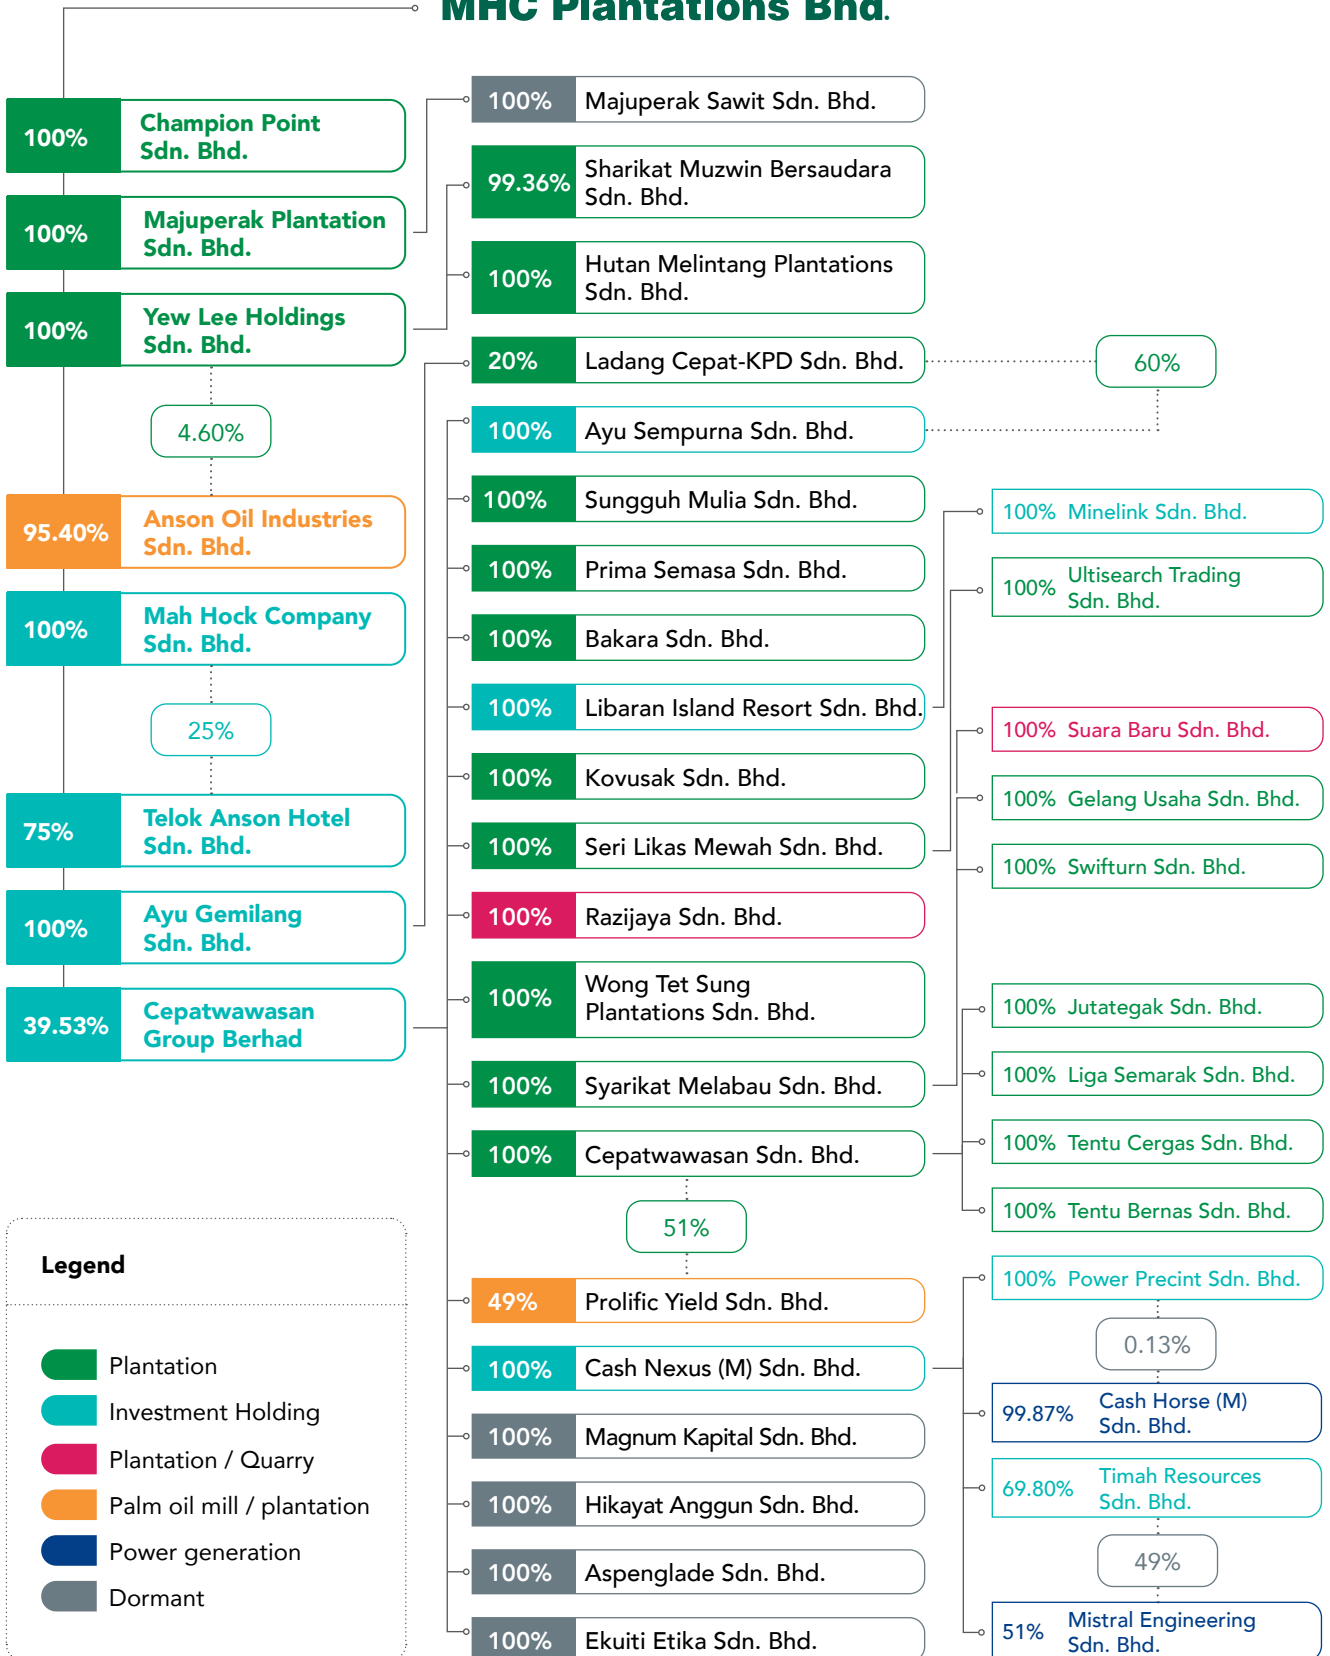 MHC Plantations Bhd.
100%
Champion Point
Sdn. Bhd.
100%
Majuperak Plantation
Sdn. Bhd.
100%
Yew Lee Holdings
Sdn. Bhd.
4.60%
95.40%
Anson Oil Industries
Sdn. Bhd.
100%
Mah Hock Company
Sdn. Bhd.
25%
75%
Telok Anson Hotel
Sdn. Bhd.
100%
Ayu Gemilang
Sdn. Bhd.
39.53%
Cepatwawasan
Group Berhad
100% Majuperak Sawit Sdn. Bhd.
99.36%
Sharikat Muzwin Bersaudara
Sdn. Bhd.
100%
Hutan Melintang Plantations
Sdn. Bhd.
20% Ladang Cepat-KPD Sdn. Bhd.
60%
100% Ayu Sempurna Sdn. Bhd.
100% Sungguh Mulia Sdn. Bhd.
100% Prima Semasa Sdn. Bhd.
100% Bakara Sdn. Bhd.
100% Libaran Island Resort Sdn. Bhd.
100% Kovusak Sdn. Bhd.
100% Seri Likas Mewah Sdn. Bhd.
100% Razijaya Sdn. Bhd.
100%
Wong Tet Sung
Plantations Sdn. Bhd.
100% Syarikat Melabau Sdn. Bhd.
100% Cepatwawasan Sdn. Bhd.
51%
49% Prolific Yield Sdn. Bhd.
100% Cash Nexus (M) Sdn. Bhd.
100% Magnum Kapital Sdn. Bhd.
100% Hikayat Anggun Sdn. Bhd.
100% Aspenglade Sdn. Bhd.
100% Ekuiti Etika Sdn. Bhd.
100% Minelink Sdn. Bhd.
100%
Ultisearch Trading
Sdn. Bhd.
100% Suara Baru Sdn. Bhd.
100% Gelang Usaha Sdn. Bhd.
100% Swifturn Sdn. Bhd.
100% Jutategak Sdn. Bhd.
100% Liga Semarak Sdn. Bhd.
100% Tentu Cergas Sdn. Bhd.
100% Tentu Bernas Sdn. Bhd.
100% Power Precint Sdn. Bhd.
0.13%
99.87%
Cash Horse (M)
Sdn. Bhd.
69.80%
Timah Resources
Sdn. Bhd.
49%
51%
Mistral Engineering
Sdn. Bhd.
Legend
Plantation
Investment Holding
Plantation / Quarry
Palm oil mill / plantation
Power generation
Dormant